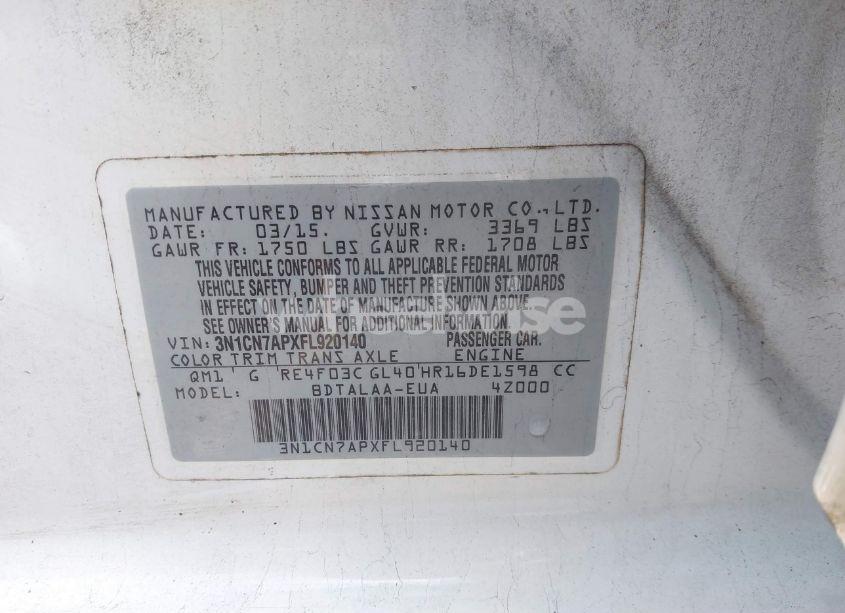 MANUFACTURED BY NISSAN MOTOR CO., LTD.
DATE: 03/15. GVWR: 3369 LBS
GAWR FR: 1750 LBS GAWR RR: 1708 LBS
THIS VEHICLE CONFORMS TO ALL APPLICABLE FEDERAL MOTOR
VEHICLE SAFETY, BUMPER AND THEFT PREVENTION STANDARDS
IN EFFECT ON THE DATE OF MANUFACTURE SHOWN ABOVE.
SEE OWNER'S MANUAL FOR ADDITIONAL INFORMATION.
VIN: 3N1CN7APXFL920140 PASSENGER CAR.
COLOR TRIM TRANS AXLE ENGINE
QM1 G RE4F03C GL40 HR16DE1598 CC
MODEL: BDTALAA-EUA 4Z000
3N1CN7APXFL920140